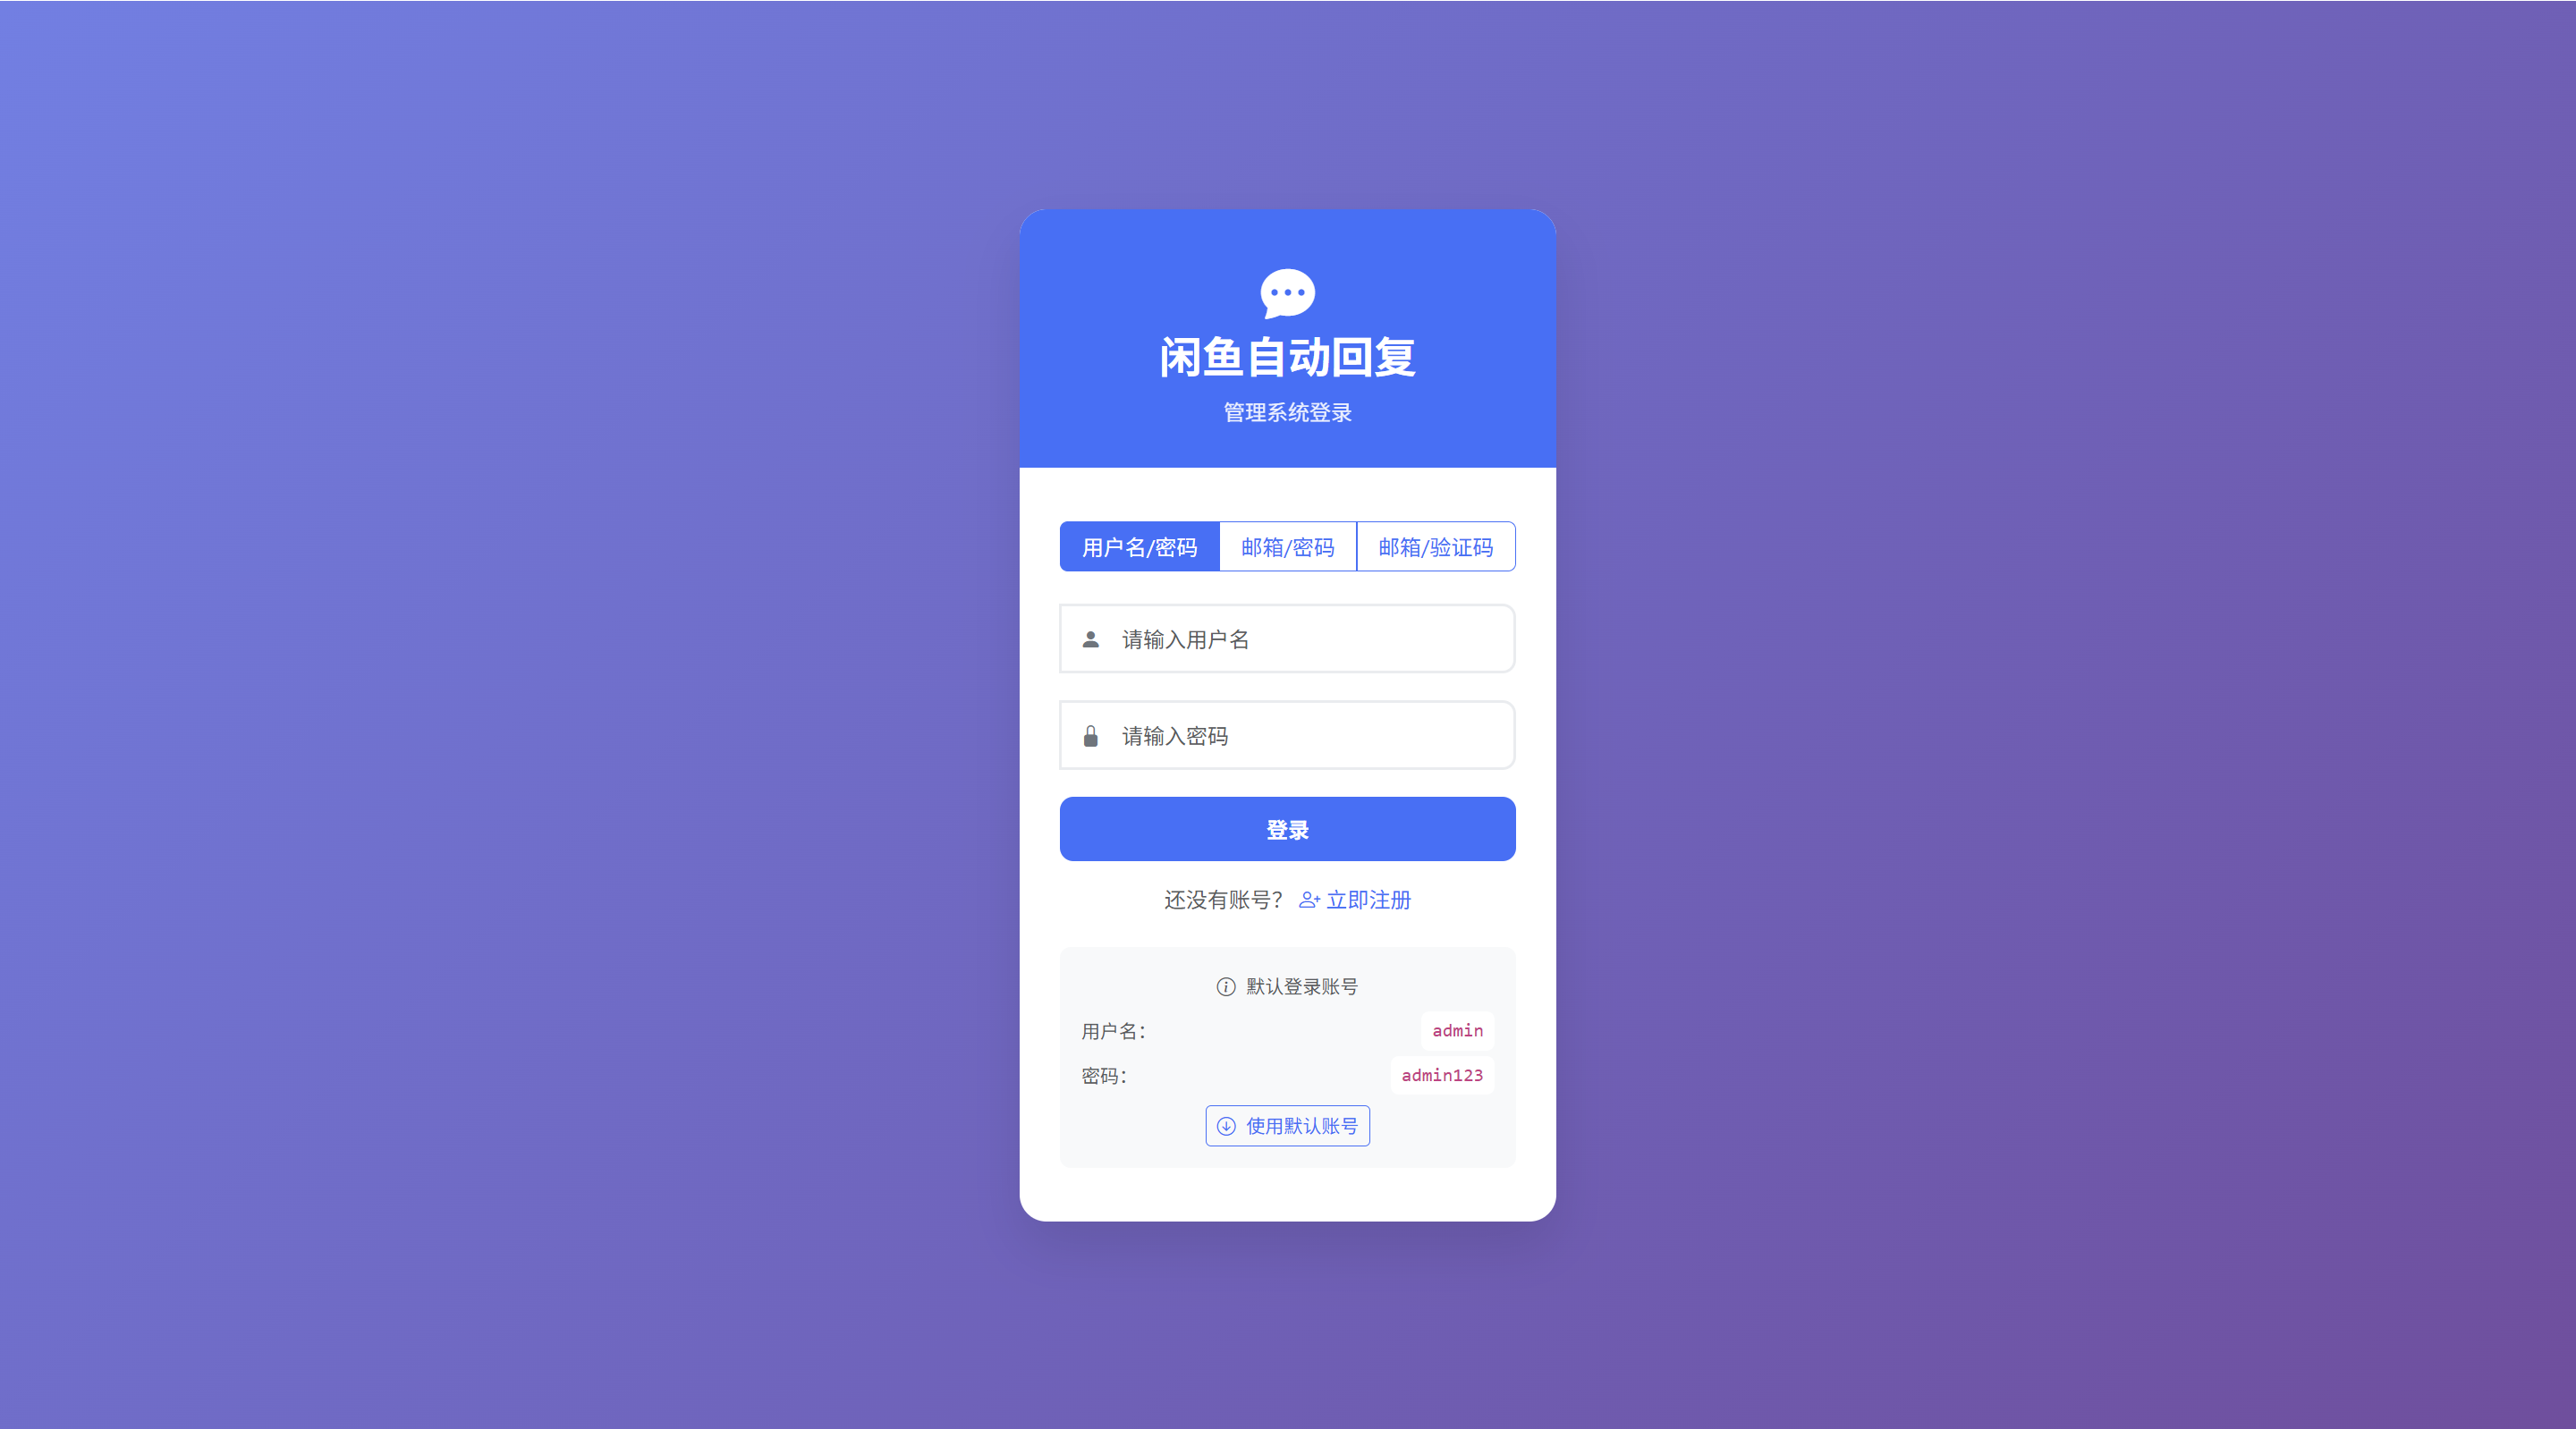 闲鱼自动回复
管理系统登录
用户名/密码 邮箱/密码 邮箱/验证码
请输入用户名
请输入密码
登录
还没有账号？ 立即注册
默认登录账号
用户名： admin
密码： admin123
使用默认账号